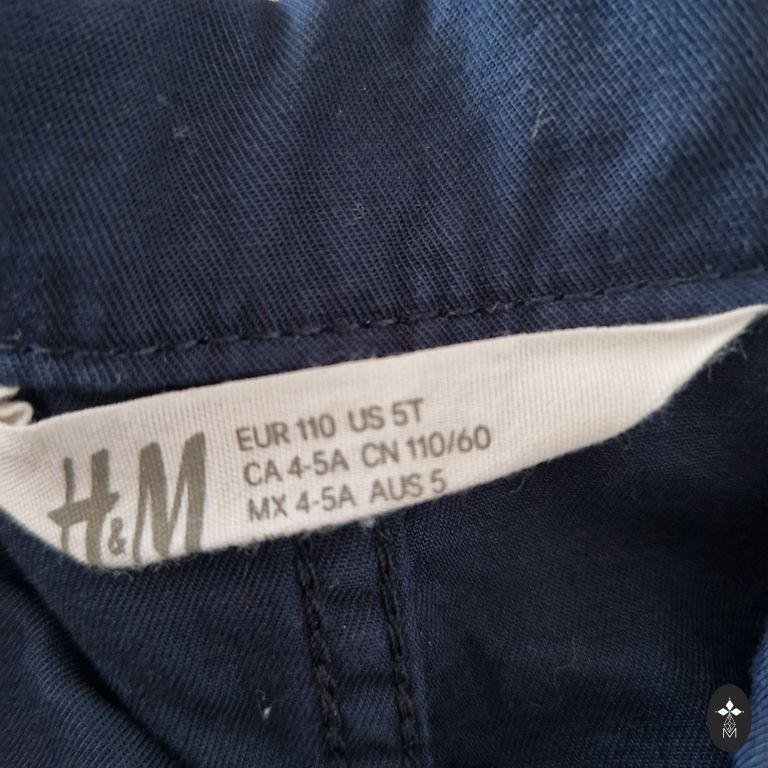 H&M
EUR 110 US 5T
CA 4-5A CN 110/60
MX 4-5A AUS 5
M